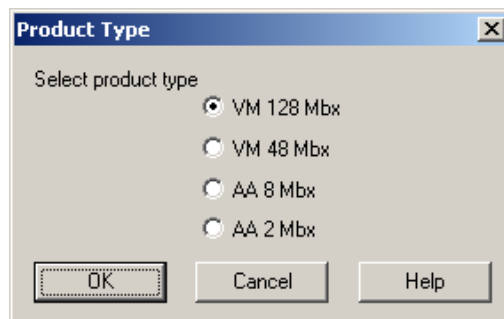 Product Type
Select product type
VM 128 Mbx
VM 48 Mbx
AA 8 Mbx
AA 2 Mbx
OK Cancel Help